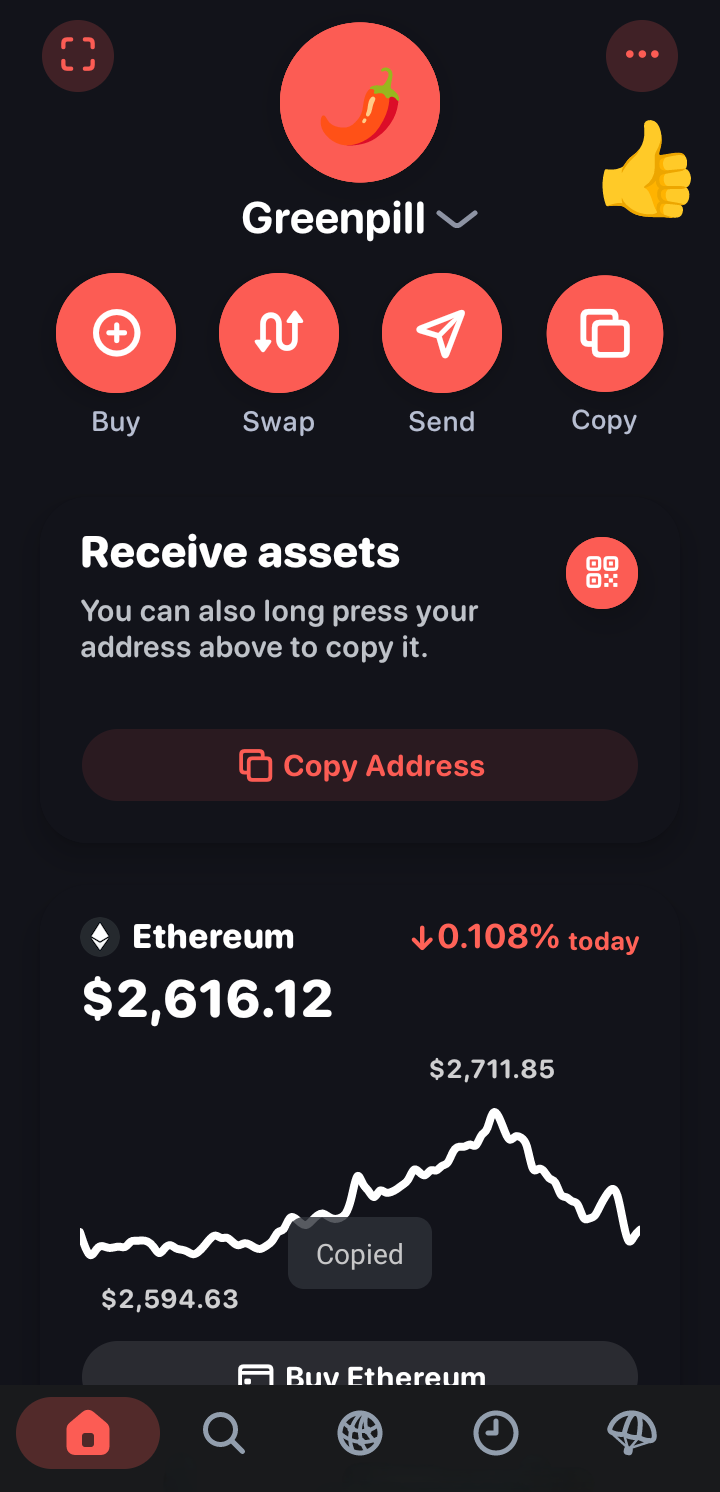 Greenpill
Buy
Swap
Send
Copy
Receive assets
You can also long press your
address above to copy it.
Copy Address
Ethereum
↓0.108% today
$2,616.12
$2,711.85
Copied
$2,594.63
Buy Ethereum